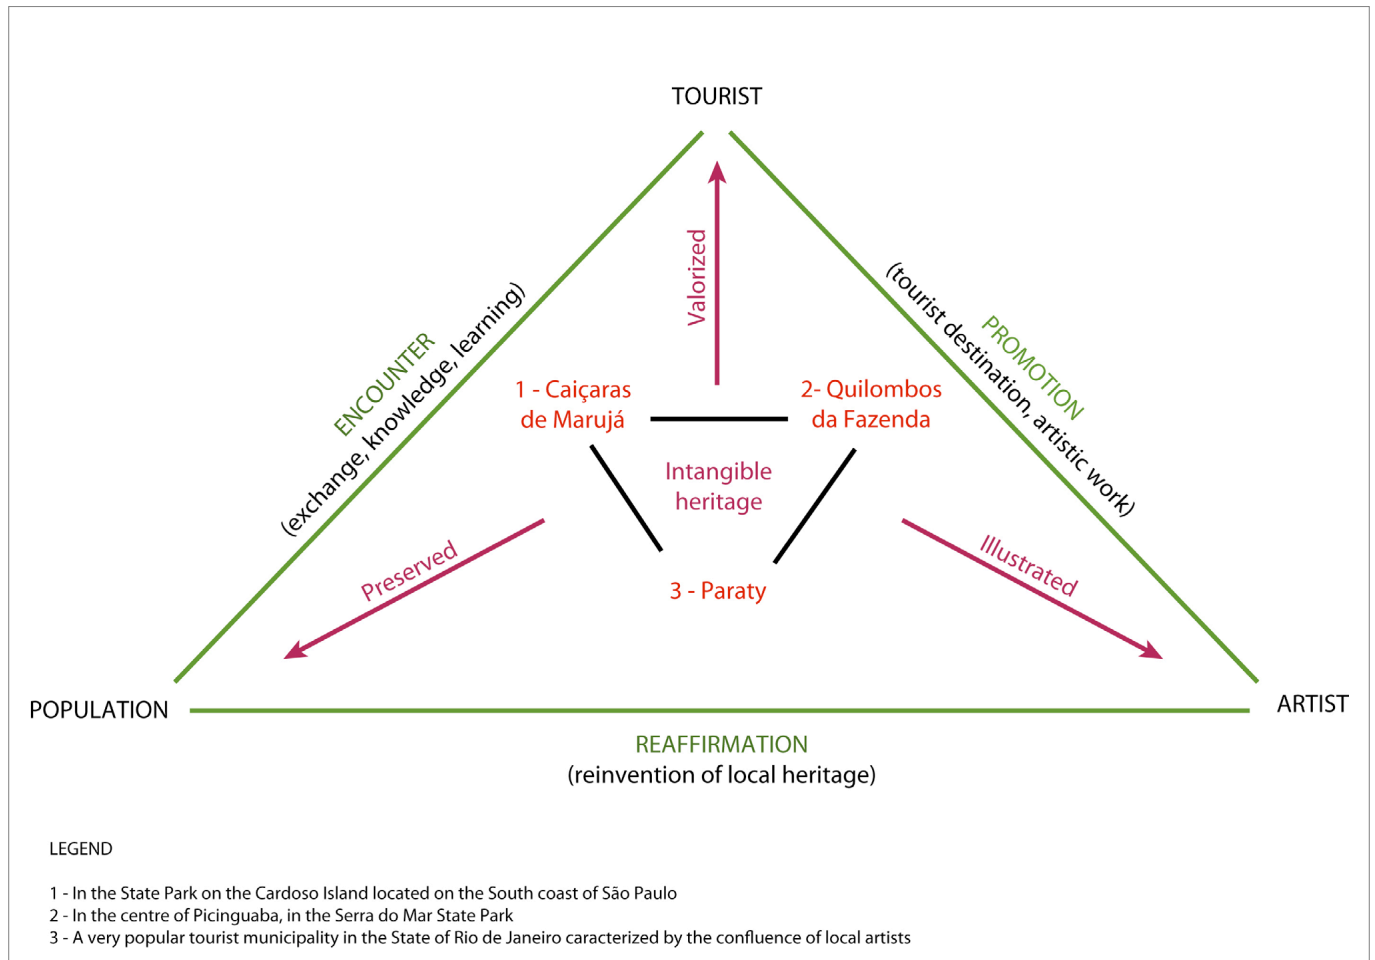 TOURIST
Valorized
ENCOUNTER
(exchange, knowledge, learning)
PROMOTION
(tourist destination, artistic work)
1 - Caiçaras
de Marujá
2- Quilombos
da Fazenda
Intangible
heritage
3 - Paraty
Preserved
Illustrated
POPULATION
ARTIST
REAFFIRMATION
(reinvention of local heritage)
LEGEND
1 - In the State Park on the Cardoso Island located on the South coast of São Paulo
2 - In the centre of Picinguaba, in the Serra do Mar State Park
3 - A very popular tourist municipality in the State of Rio de Janeiro caracterized by the confluence of local artists